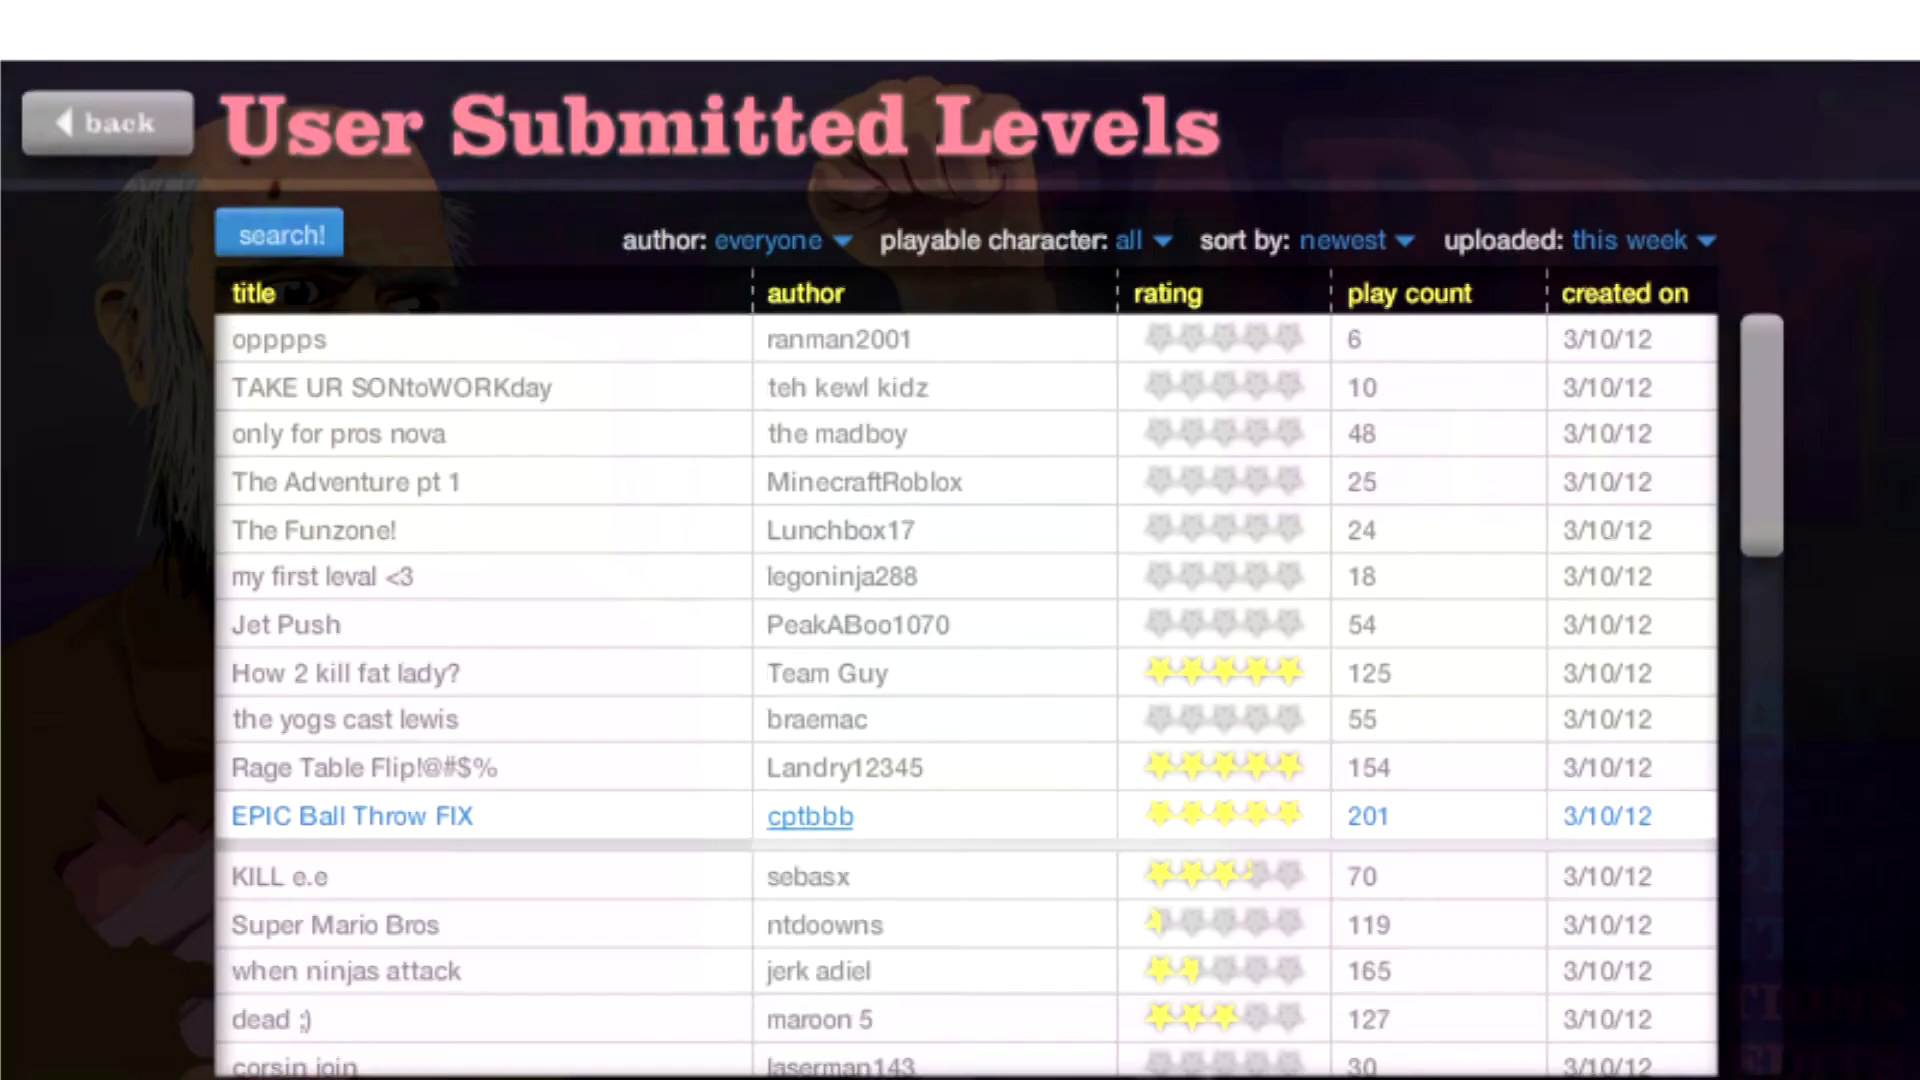 back
User Submitted Levels
search!
author: everyone playable character: all sort by: newest uploaded: this week
title author rating play count created on
opppps ranman2001 6 3/10/12
TAKE UR SONtoWORKday teh kewl kidz 10 3/10/12
only for pros nova the madboy 48 3/10/12
The Adventure pt 1 MinecraftRoblox 25 3/10/12
The Funzone! Lunchbox17 24 3/10/12
my first leval <3 legoninja288 18 3/10/12
Jet Push PeakABoo1070 54 3/10/12
How 2 kill fat lady? Team Guy 125 3/10/12
the yogs cast lewis braemac 55 3/10/12
Rage Table Flip!@#$% Landry12345 154 3/10/12
EPIC Ball Throw FIX cptbbb 201 3/10/12
KILL e.e sebasx 70 3/10/12
Super Mario Bros ntdoowns 119 3/10/12
when ninjas attack jerk adiel 165 3/10/12
dead ;) maroon 5 127 3/10/12
corsin join laserman143 30 3/10/12